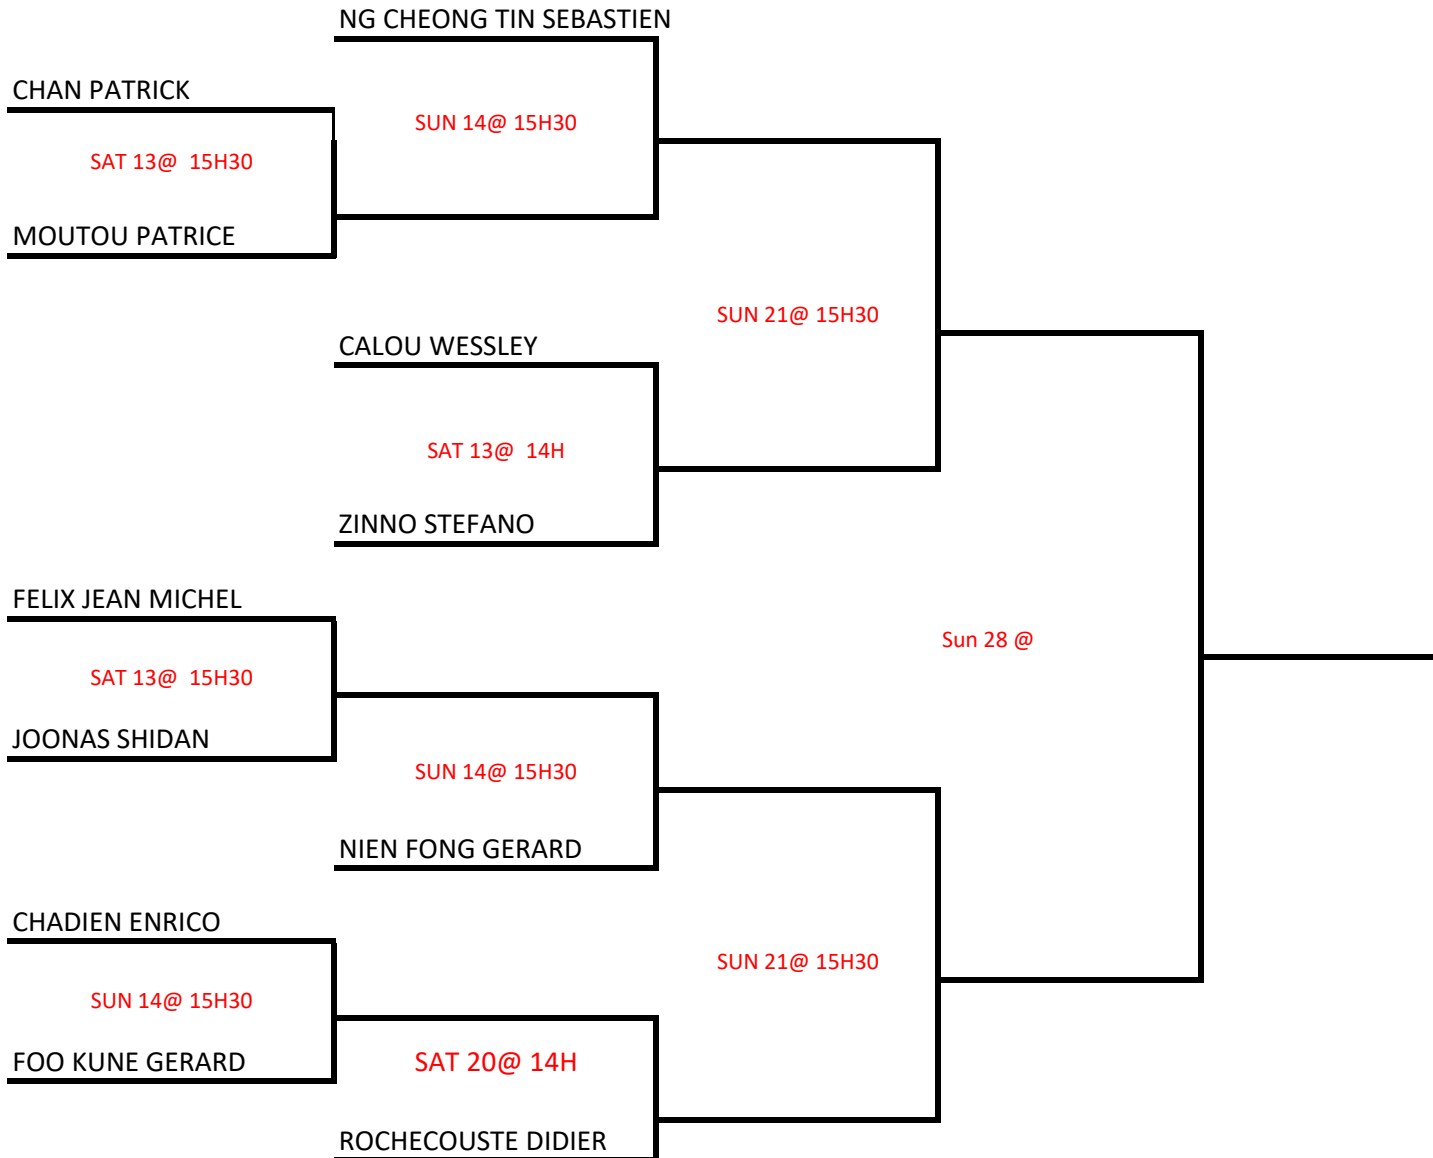 NG CHEONG TIN SEBASTIEN
CHAN PATRICK
SUN 14@ 15H30
SAT 13@  15H30
MOUTOU PATRICE
SUN 21@ 15H30
CALOU WESSLEY
SAT 13@  14H
ZINNO STEFANO
FELIX JEAN MICHEL
Sun 28 @
SAT 13@  15H30
JOONAS SHIDAN
SUN 14@ 15H30
NIEN FONG GERARD
CHADIEN ENRICO
SUN 21@ 15H30
SUN 14@ 15H30
FOO KUNE GERARD
SAT 20@ 14H
ROCHECOUSTE DIDIER